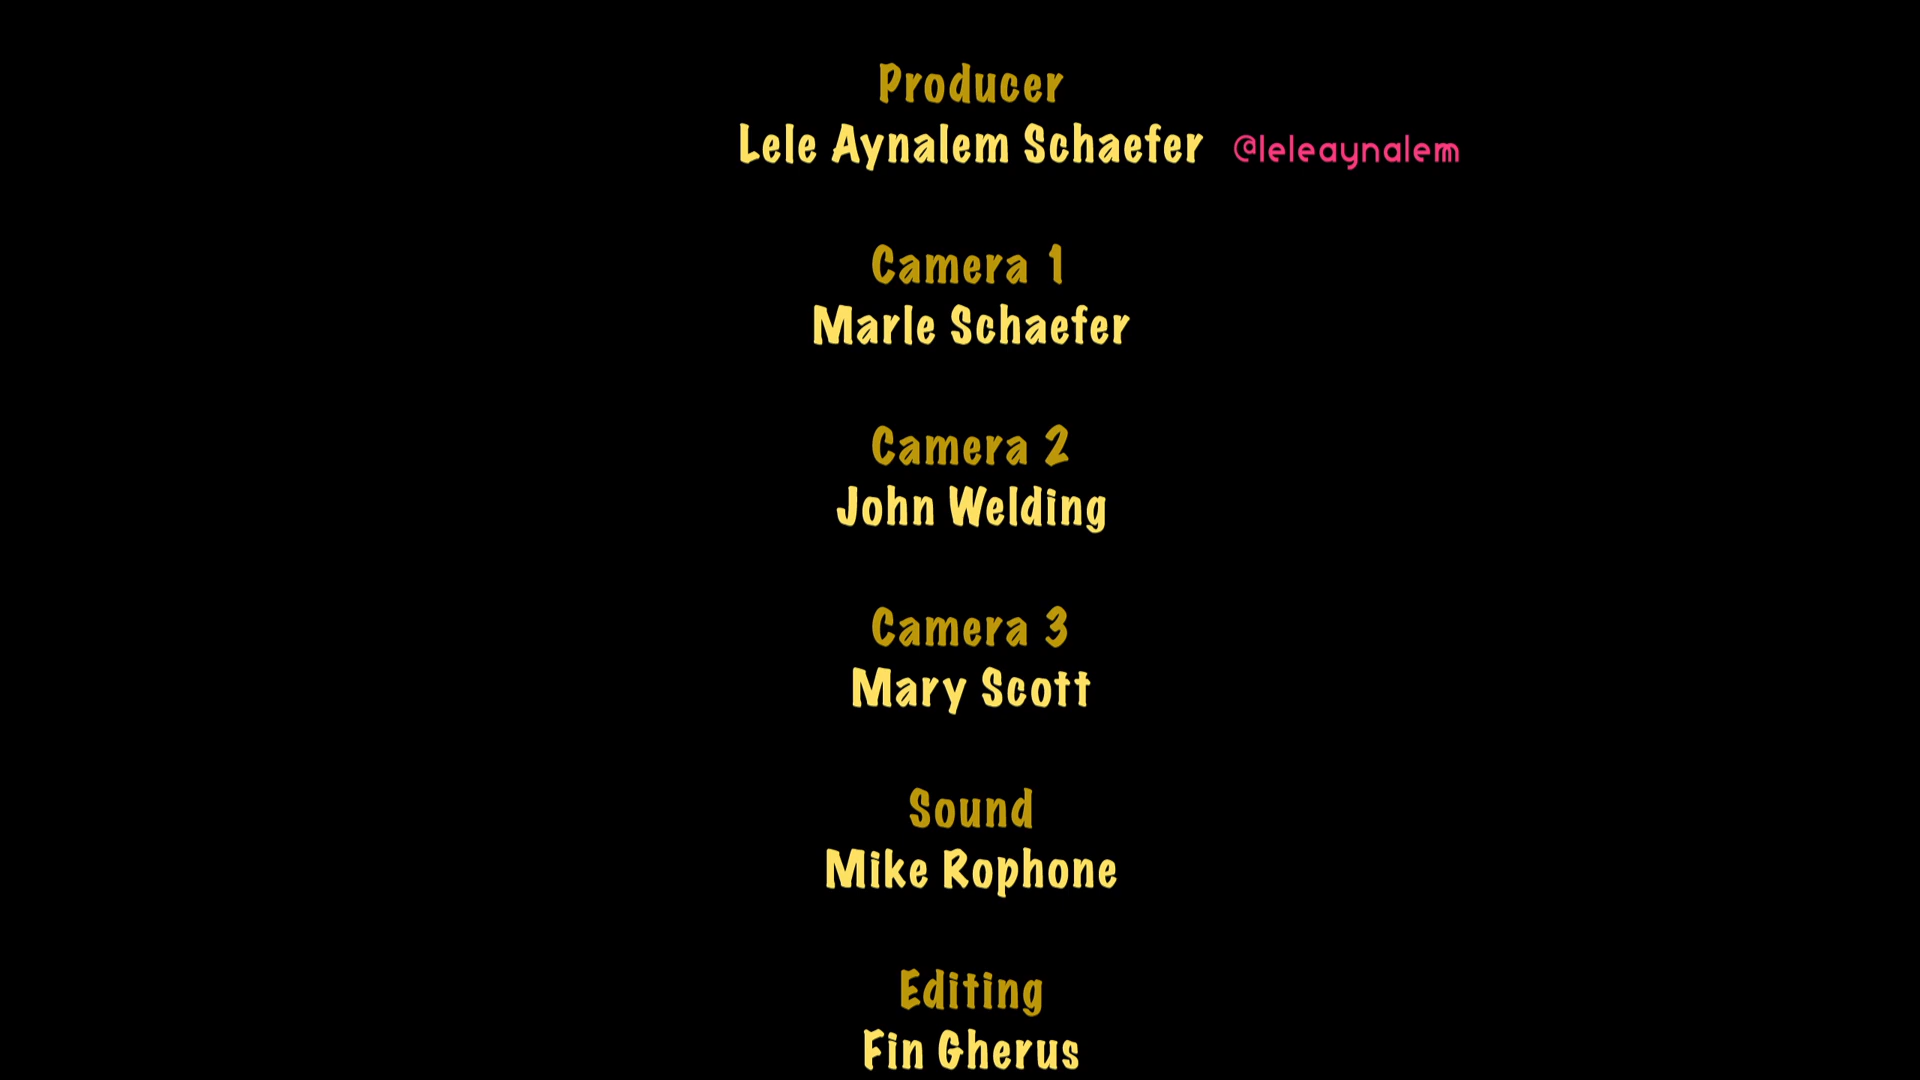 Producer
Lele Aynalem Schaefer @leleaynalem
Camera 1
Marle Schaefer
Camera 2
John Welding
Camera 3
Mary Scott
Sound
Mike Rophone
Editing
Fin Gherus